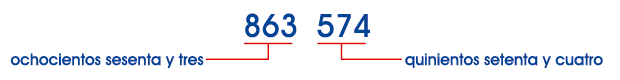 863 574
ochocientos sesenta y tres
quinientos setenta y cuatro